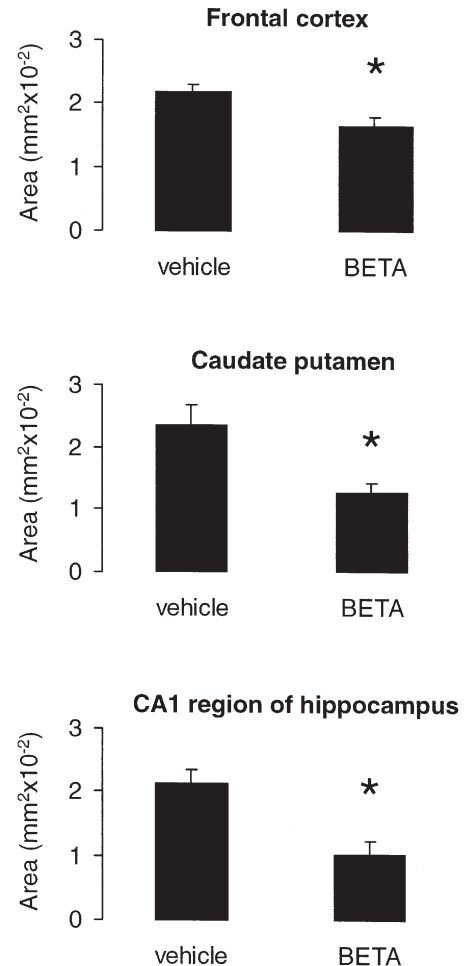 Frontal cortex
3
2
1
0
Area (mm²x10⁻²)
*
vehicle BETA
Caudate putamen
3
2
1
0
Area (mm²x10⁻²)
*
vehicle BETA
CA1 region of hippocampus
3
2
1
0
Area (mm²x10⁻²)
*
vehicle BETA